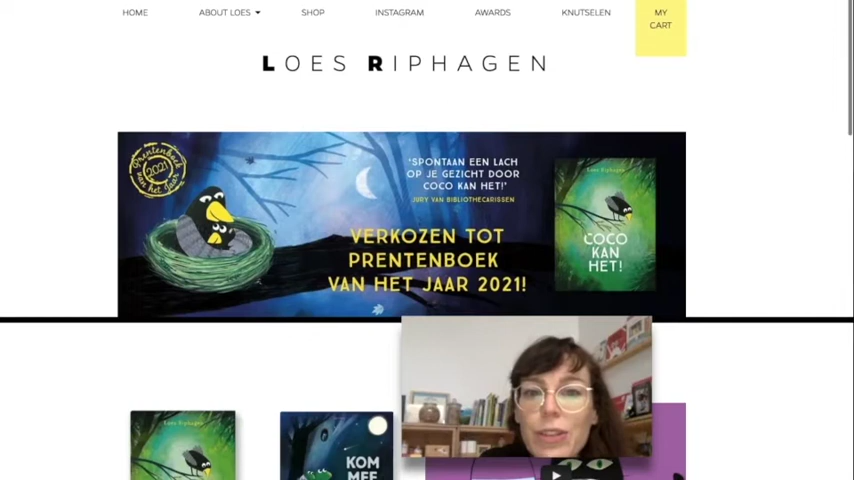 HOME ABOUT LOES SHOP INSTAGRAM AWARDS KNUTSELEN MY
CART
LOES RIPHAGEN
Prentenboek
2021
van het jaar
'SPONTAAN EEN LACH
OP JE GEZICHT DOOR
COCO KAN HET!'
JURY VAN BIBLIOTHECARISSEN
VERKOZEN TOT
PRENTENBOEK
VAN HET JAAR 2021!
Loes Riphagen
COCO
KAN
HET!
Loes Riphagen
KOM
MEE